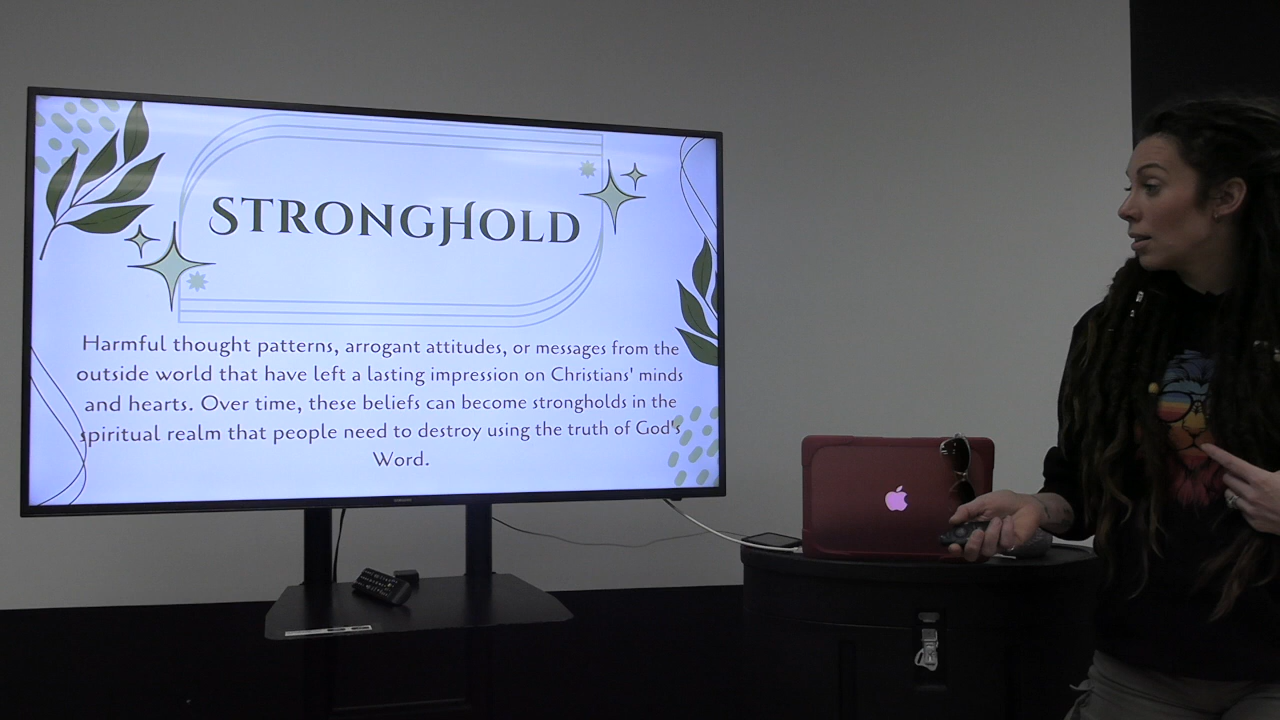 STRONGHOLD
Harmful thought patterns, arrogant attitudes, or messages from the
outside world that have left a lasting impression on Christians' minds
and hearts. Over time, these beliefs can become strongholds in the
spiritual realm that people need to destroy using the truth of God's
Word.
SAMSUNG